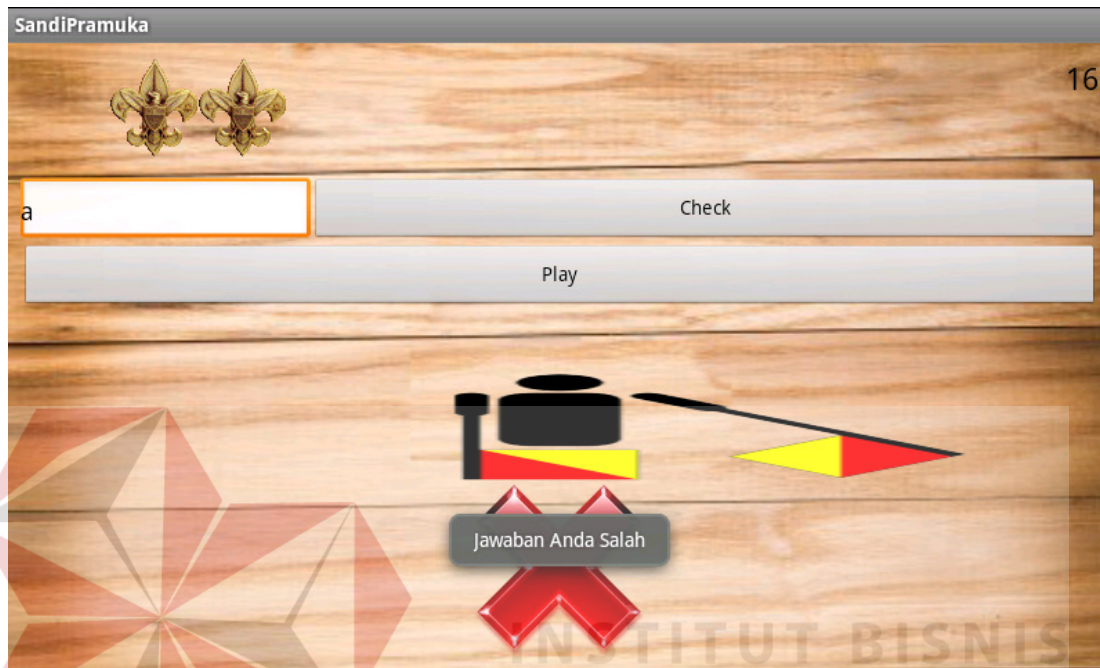 SandiPramuka
16
a
Check
Play
Jawaban Anda Salah
INSTITUT BISNIS